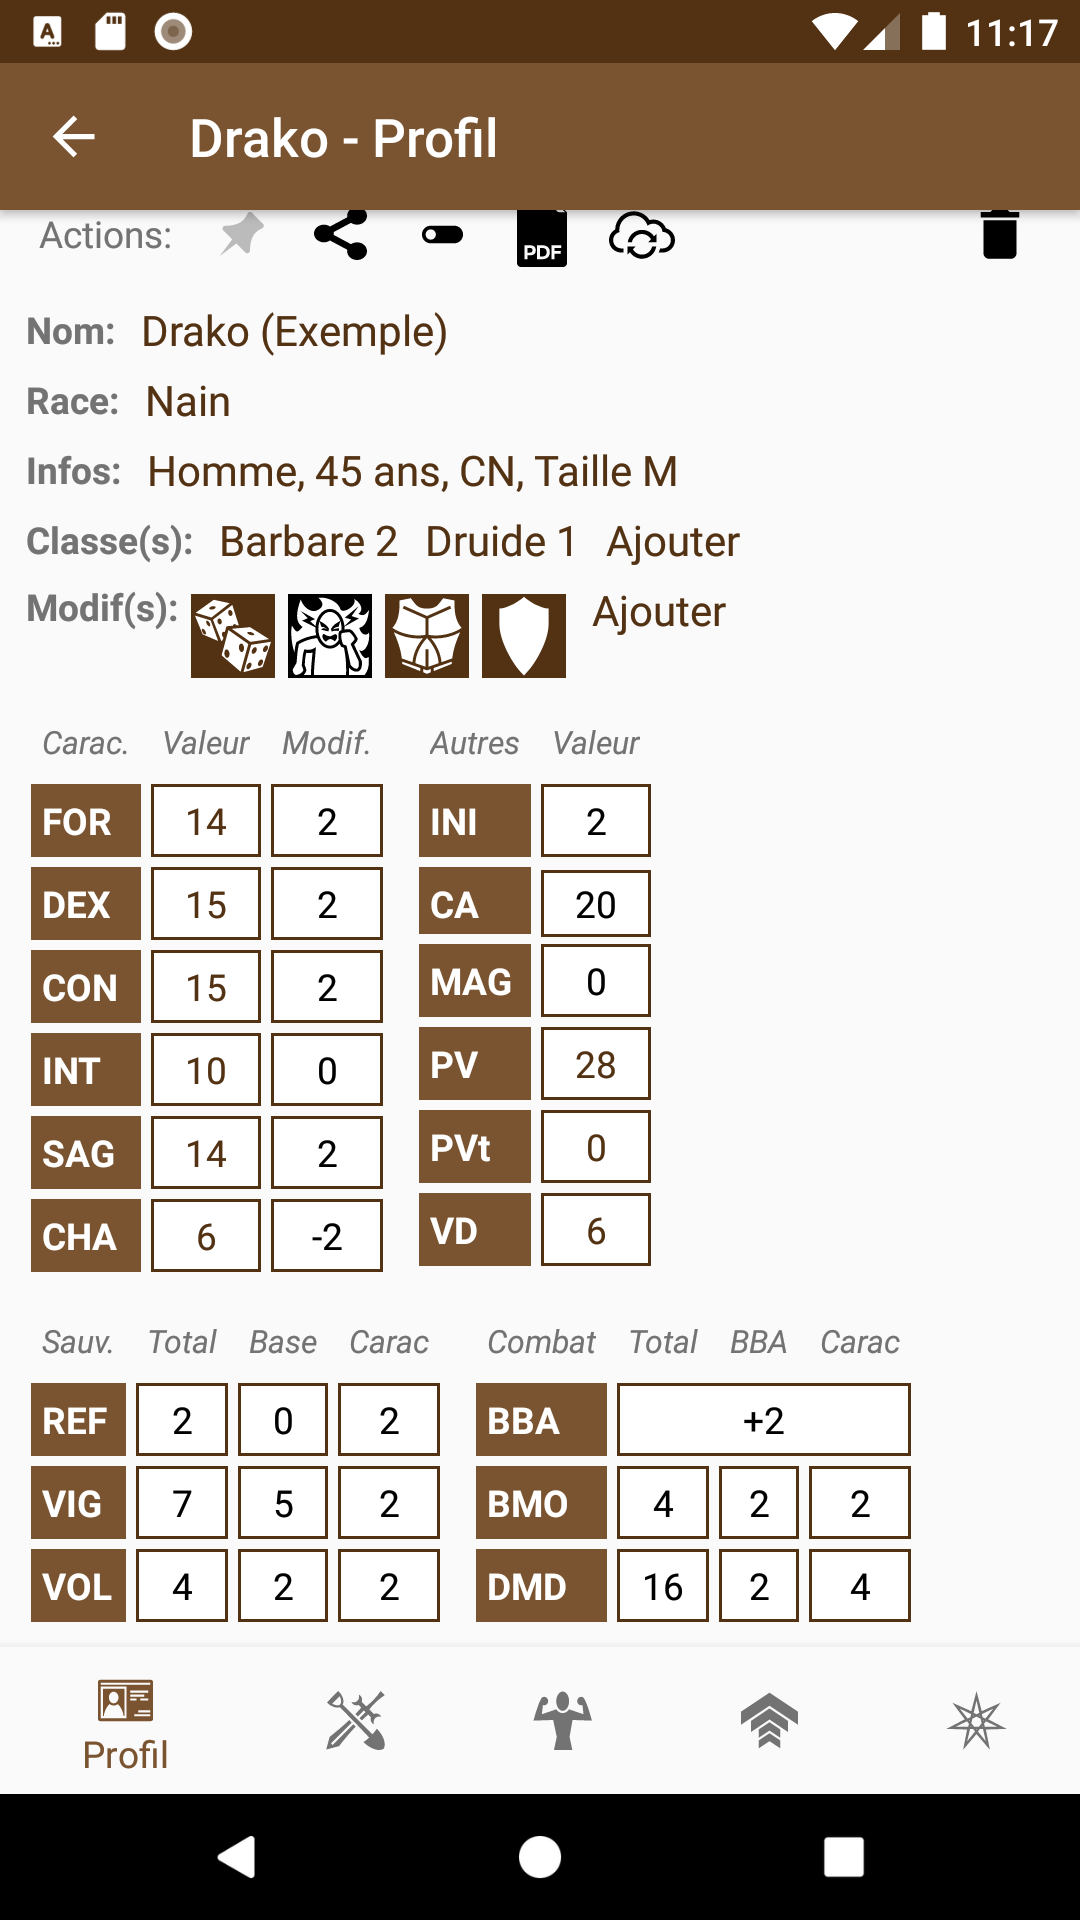 11:17
Drako - Profil
Actions: PDF
Nom: Drako (Exemple)
Race: Nain
Infos: Homme, 45 ans, CN, Taille M
Classe(s): Barbare 2 Druide 1 Ajouter
Modif(s): Ajouter
Carac. Valeur Modif. Autres Valeur
FOR 14 2 INI 2
DEX 15 2 CA 20
CON 15 2 MAG 0
INT 10 0 PV 28
SAG 14 2 PVt 0
CHA 6 -2 VD 6
Sauv. Total Base Carac Combat Total BBA Carac
REF 2 0 2 BBA +2
VIG 7 5 2 BMO 4 2 2
VOL 4 2 2 DMD 16 2 4
Profil